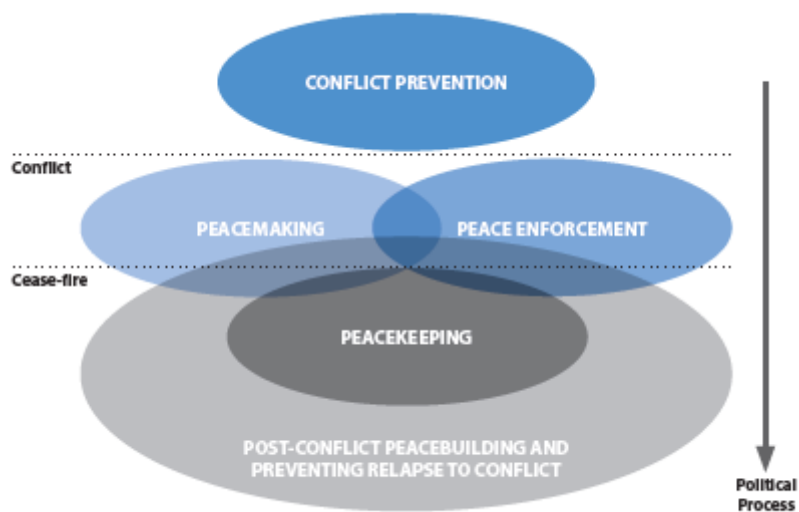 CONFLICT PREVENTION
Conflict
PEACEMAKING
PEACE ENFORCEMENT
Cease-fire
PEACEKEEPING
POST-CONFLICT PEACEBUILDING AND
PREVENTING RELAPSE TO CONFLICT
Political
Process